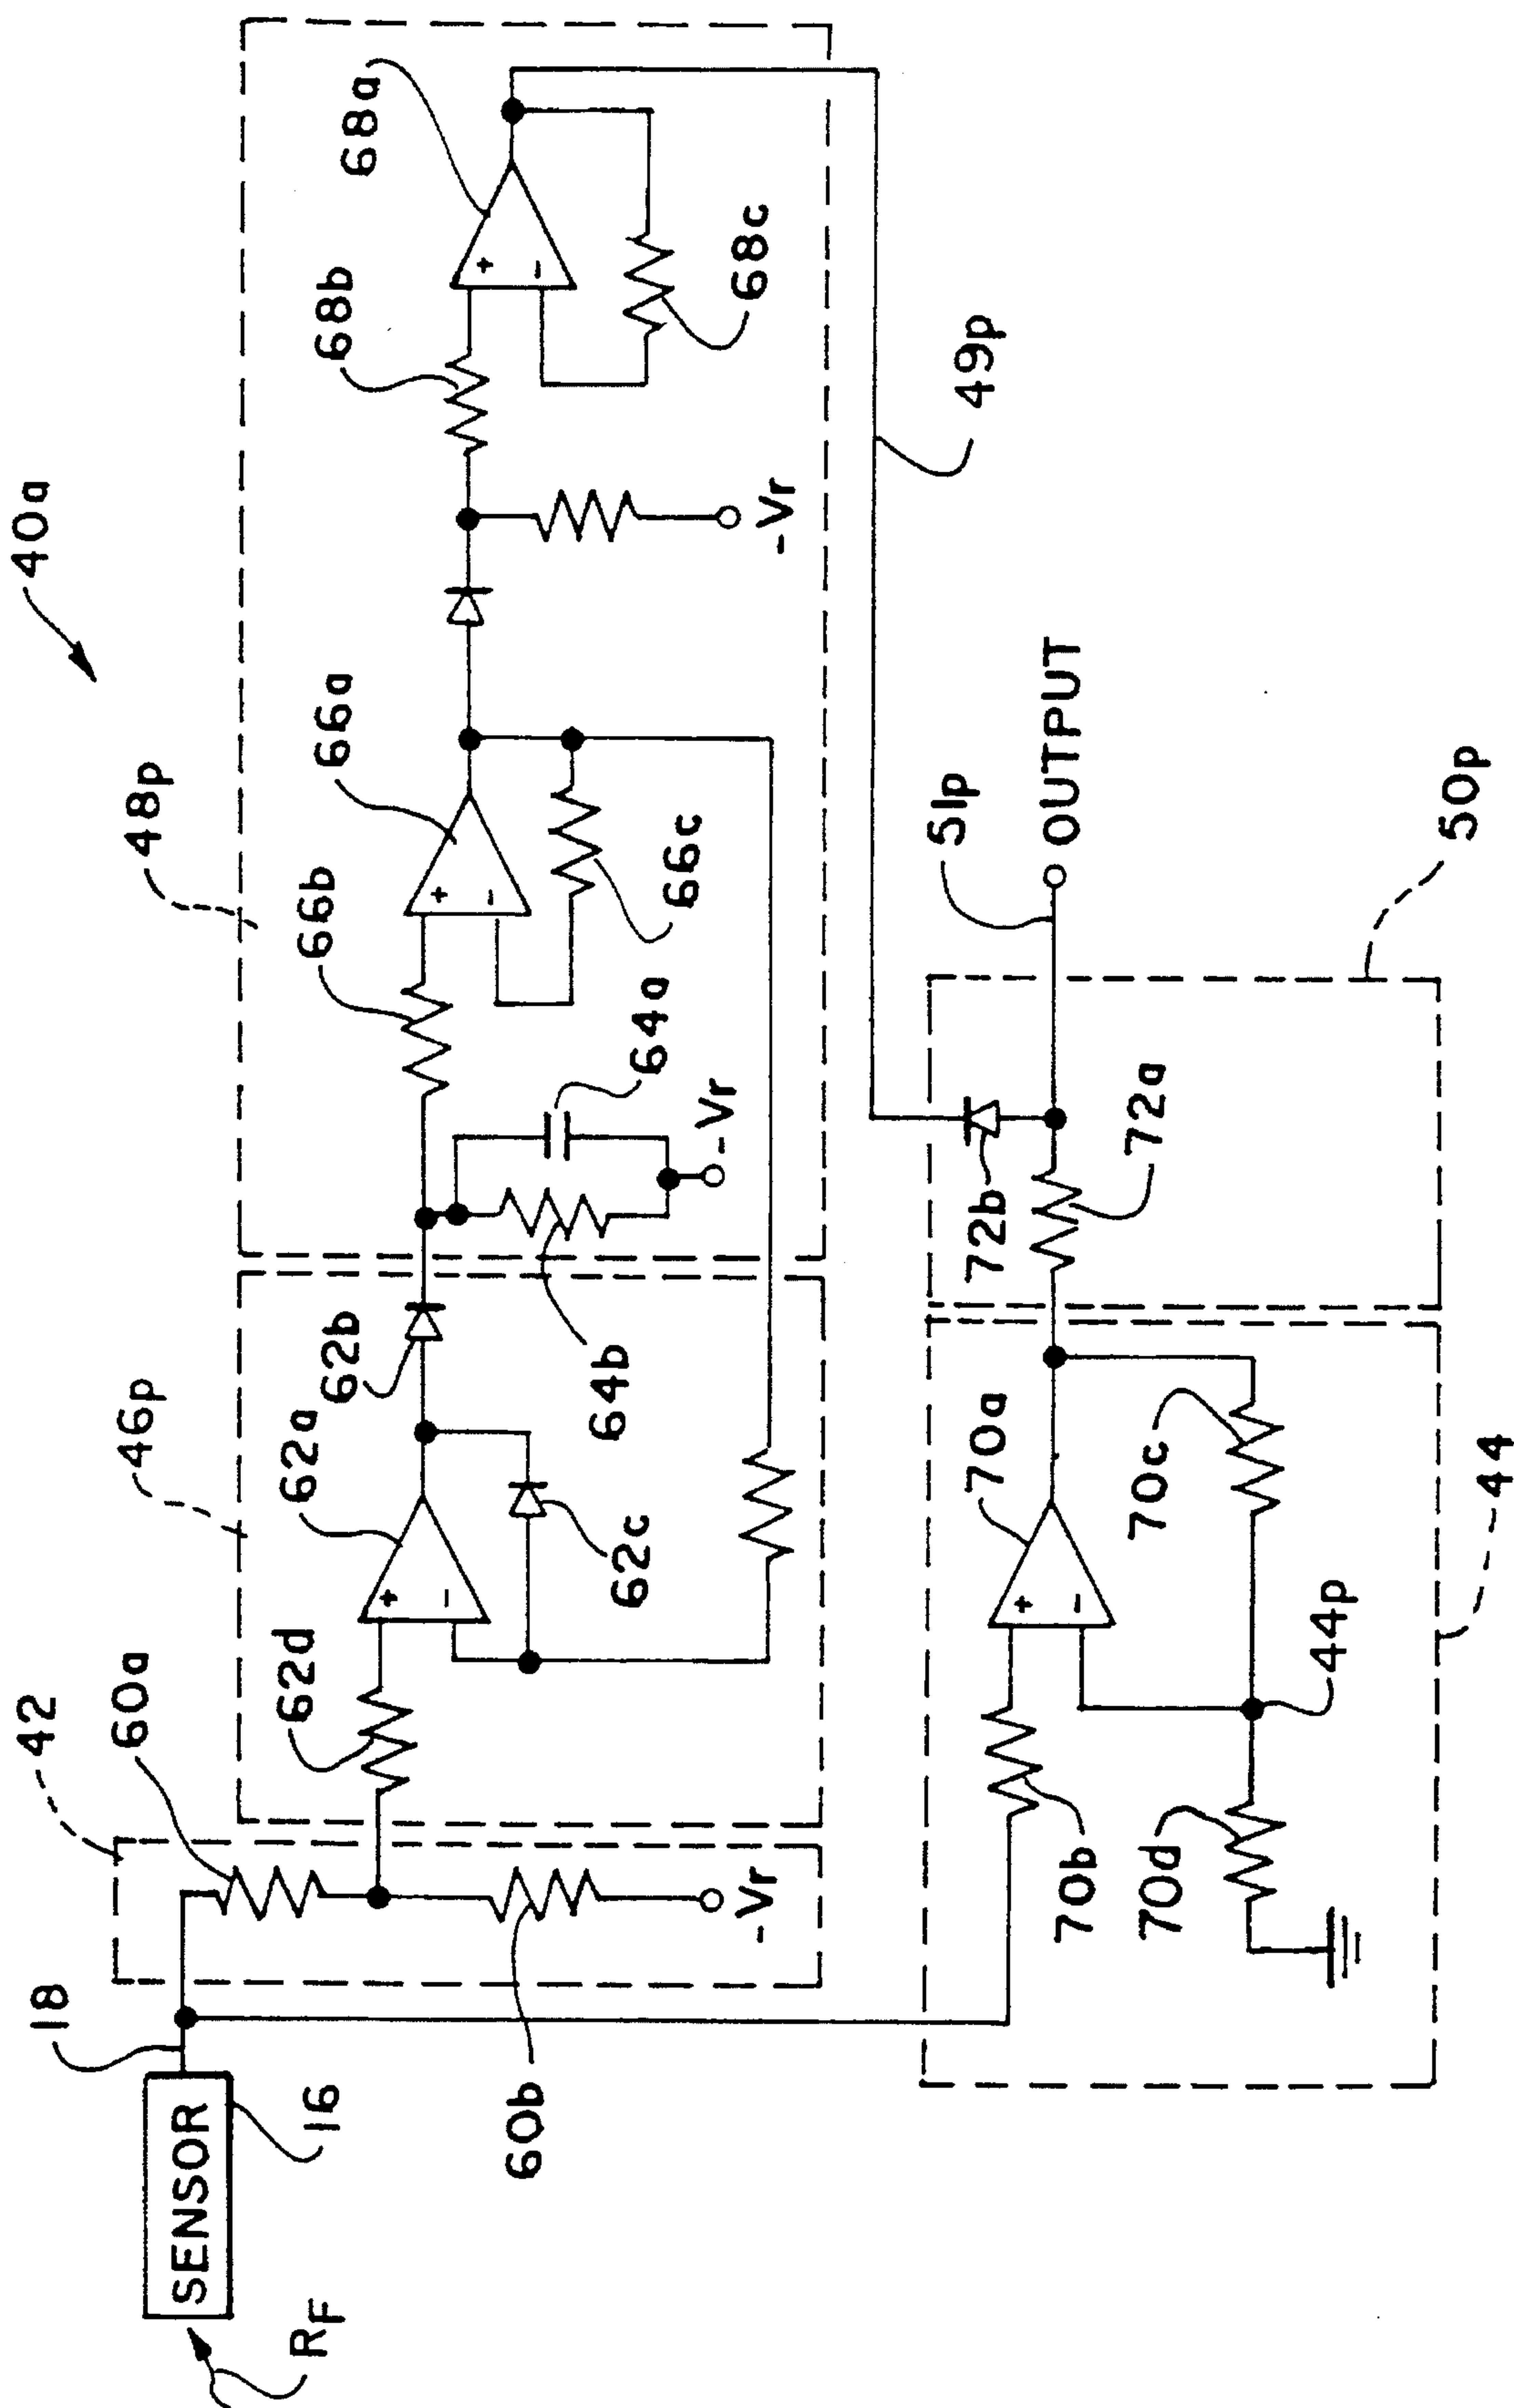 40a
48p
68a
68b
+
-
68c
66a
66b
+
-
66c
-Vr
64a
-Vr
46p
62a
62b
64b
62d
+
-
62c
42
60a
60b
-Vr
18
SENSOR
16
RF
49p
51p
OUTPUT
50p
72b
72a
70a
+
-
70c
70b
70d
44p
44